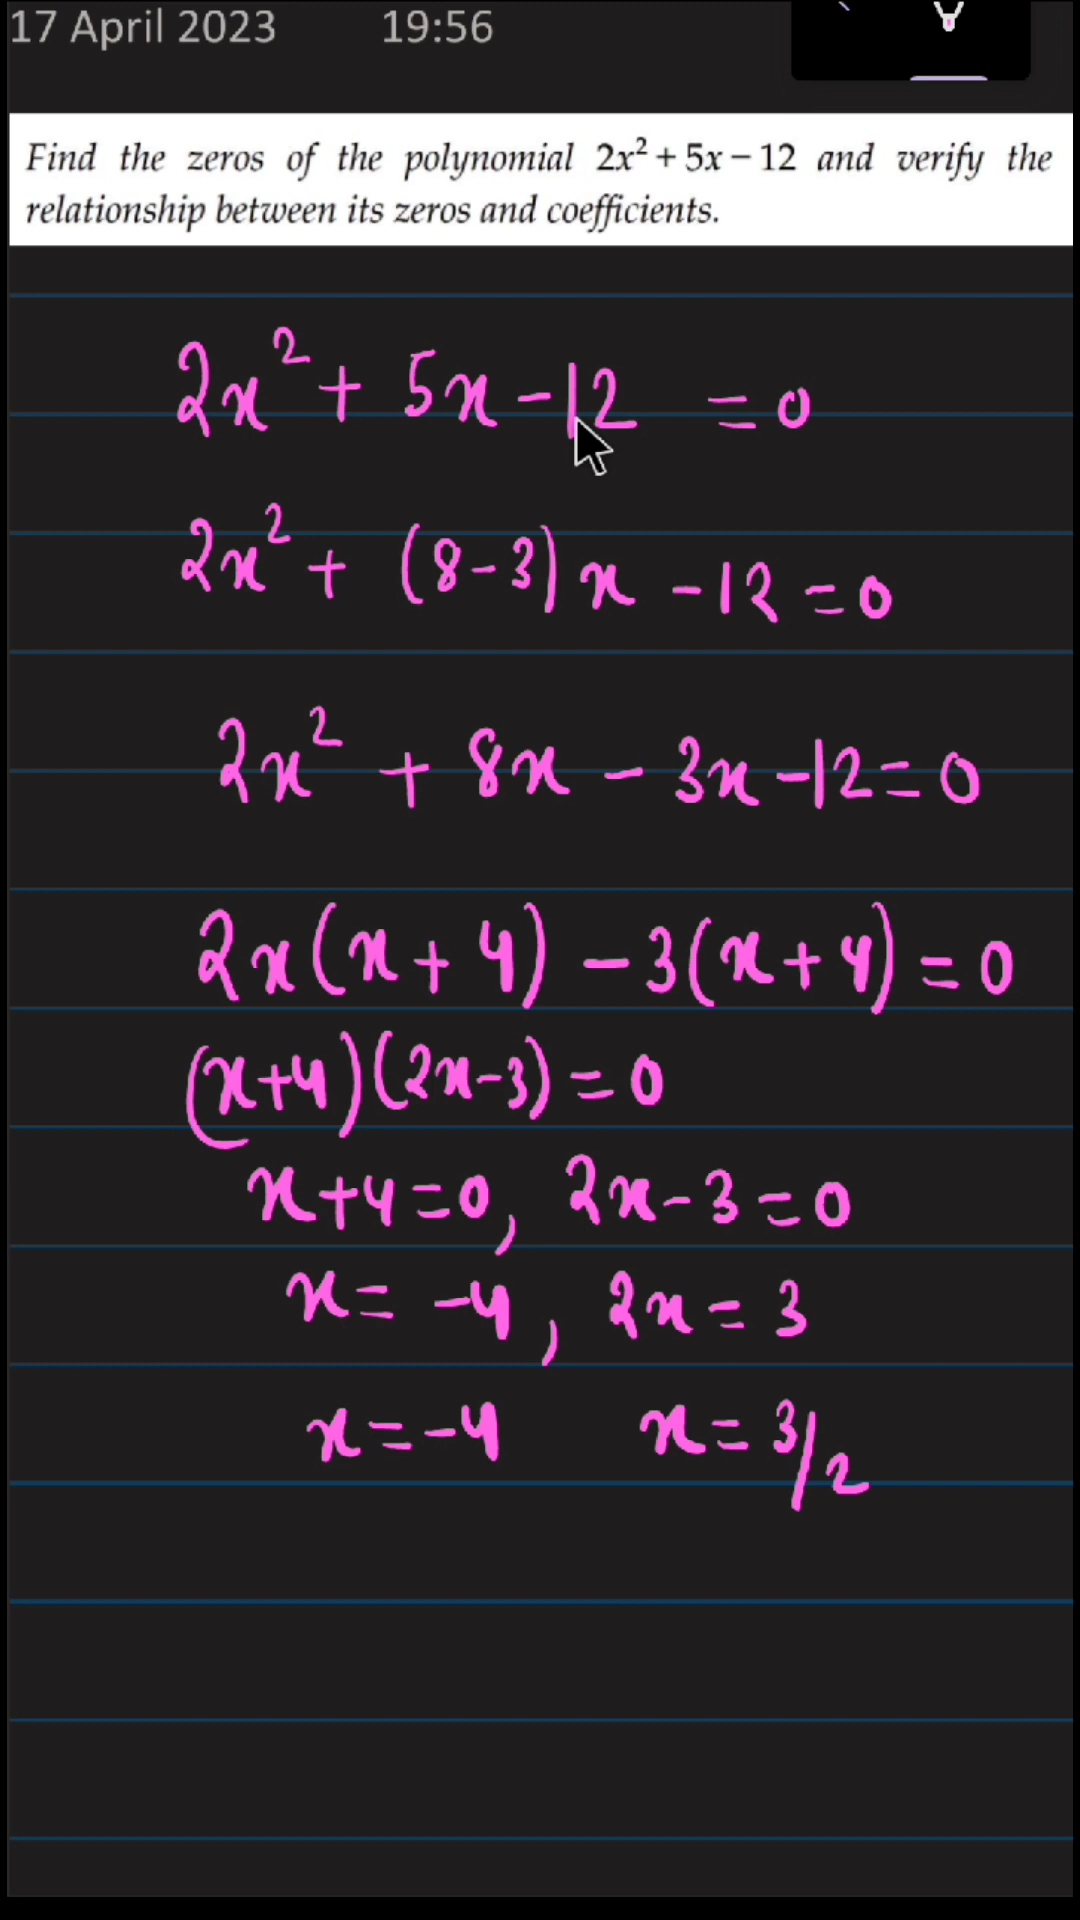 17 April 2023 19:56
Find the zeros of the polynomial 2x² + 5x − 12 and verify the
relationship between its zeros and coefficients.
2x² + 5x - 12 = 0
2x² + (8-3)x - 12 = 0
2x² + 8x - 3x - 12 = 0
2x(x+4) - 3(x+4) = 0
(x+4)(2x-3) = 0
x+4=0, 2x-3=0
x= -4, 2x= 3
x=-4 x= 3/2